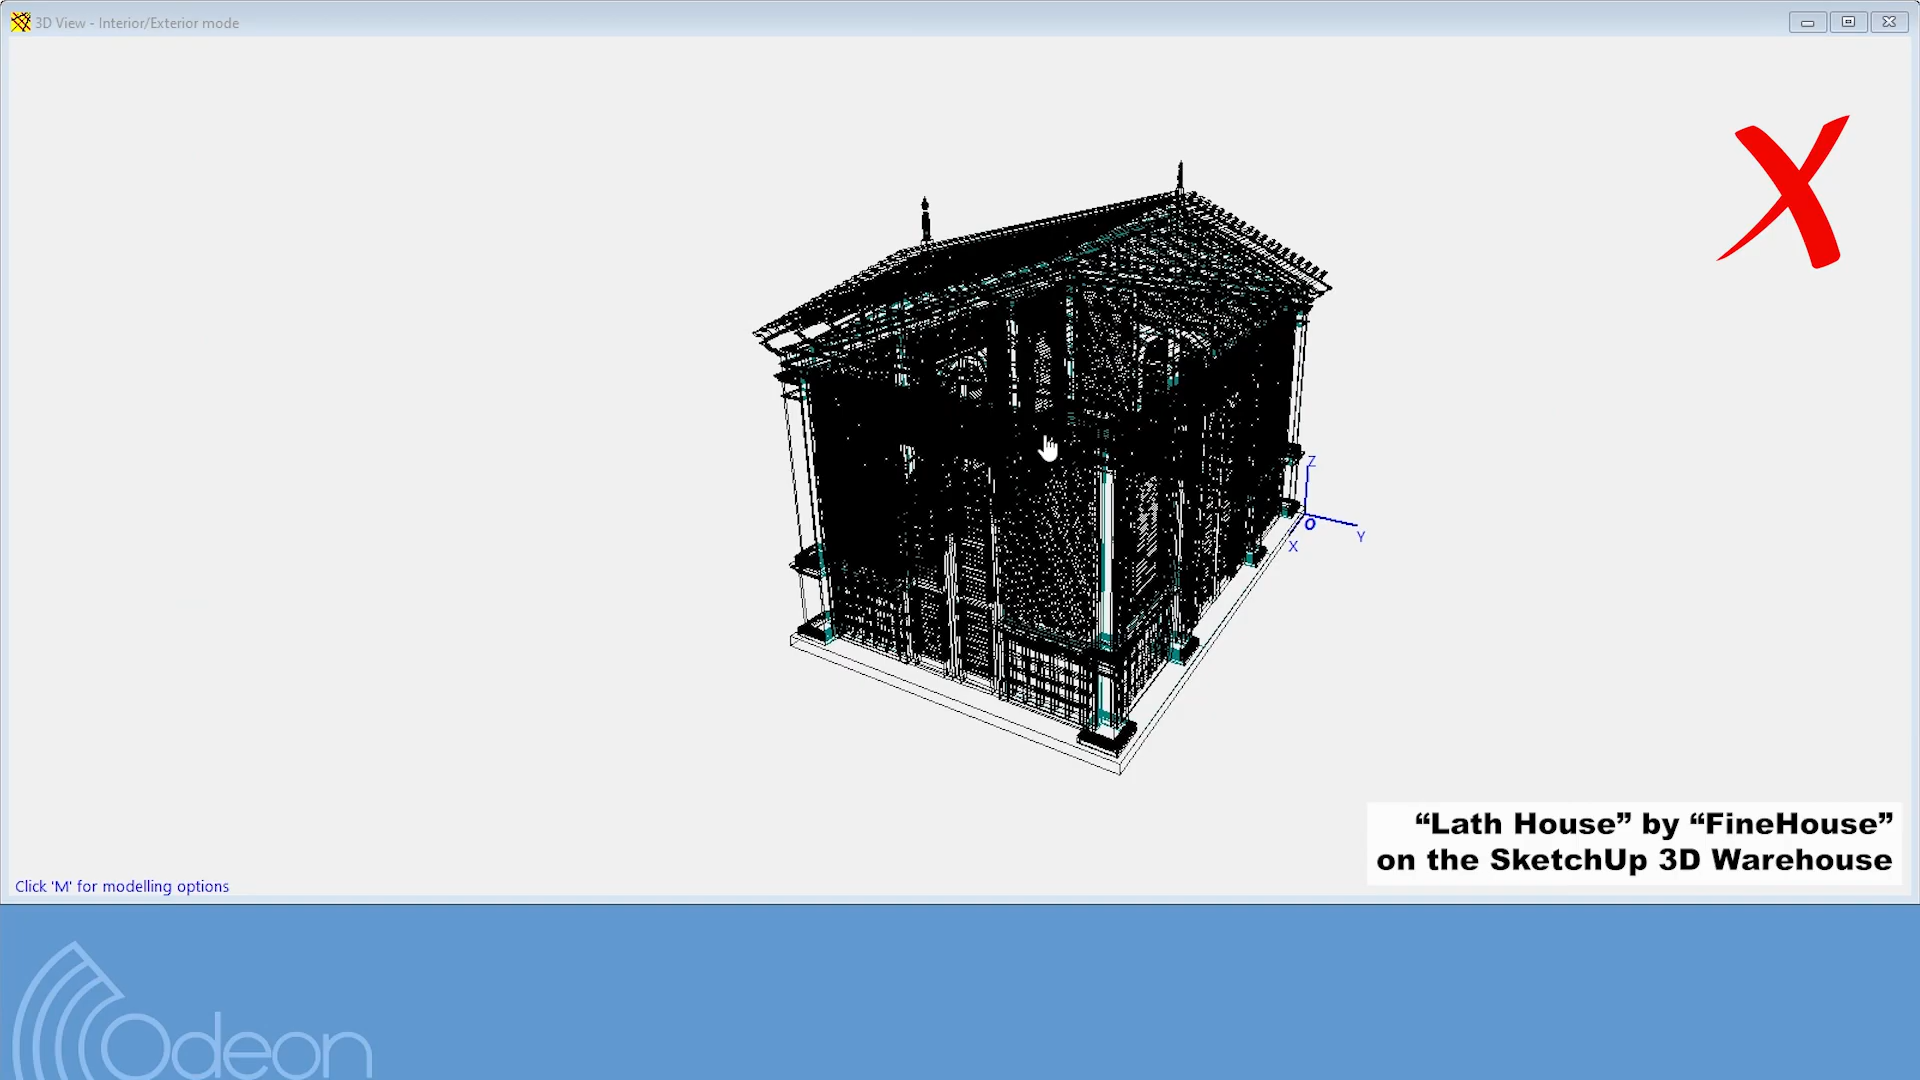 3D View - Interior/Exterior mode
Z
O
Y
X
“Lath House” by “FineHouse”
on the SketchUp 3D Warehouse
Click 'M' for modelling options
Odeon